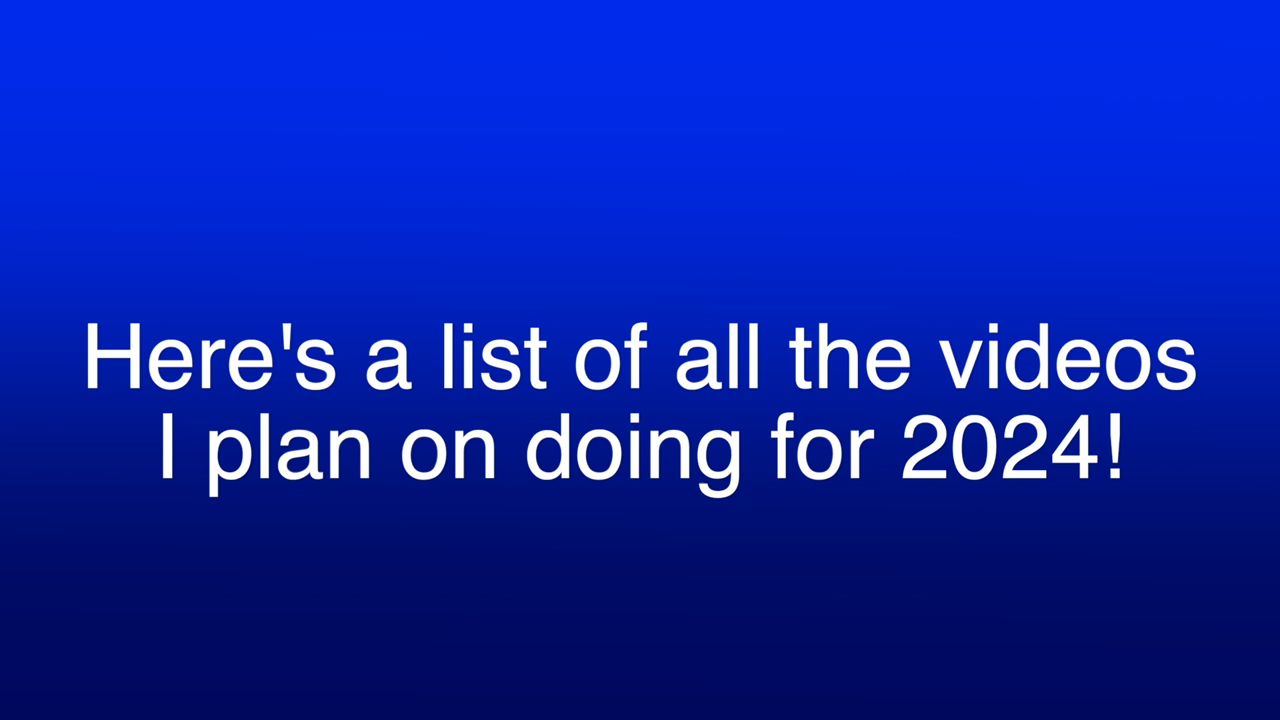 Here's a list of all the videos
I plan on doing for 2024!